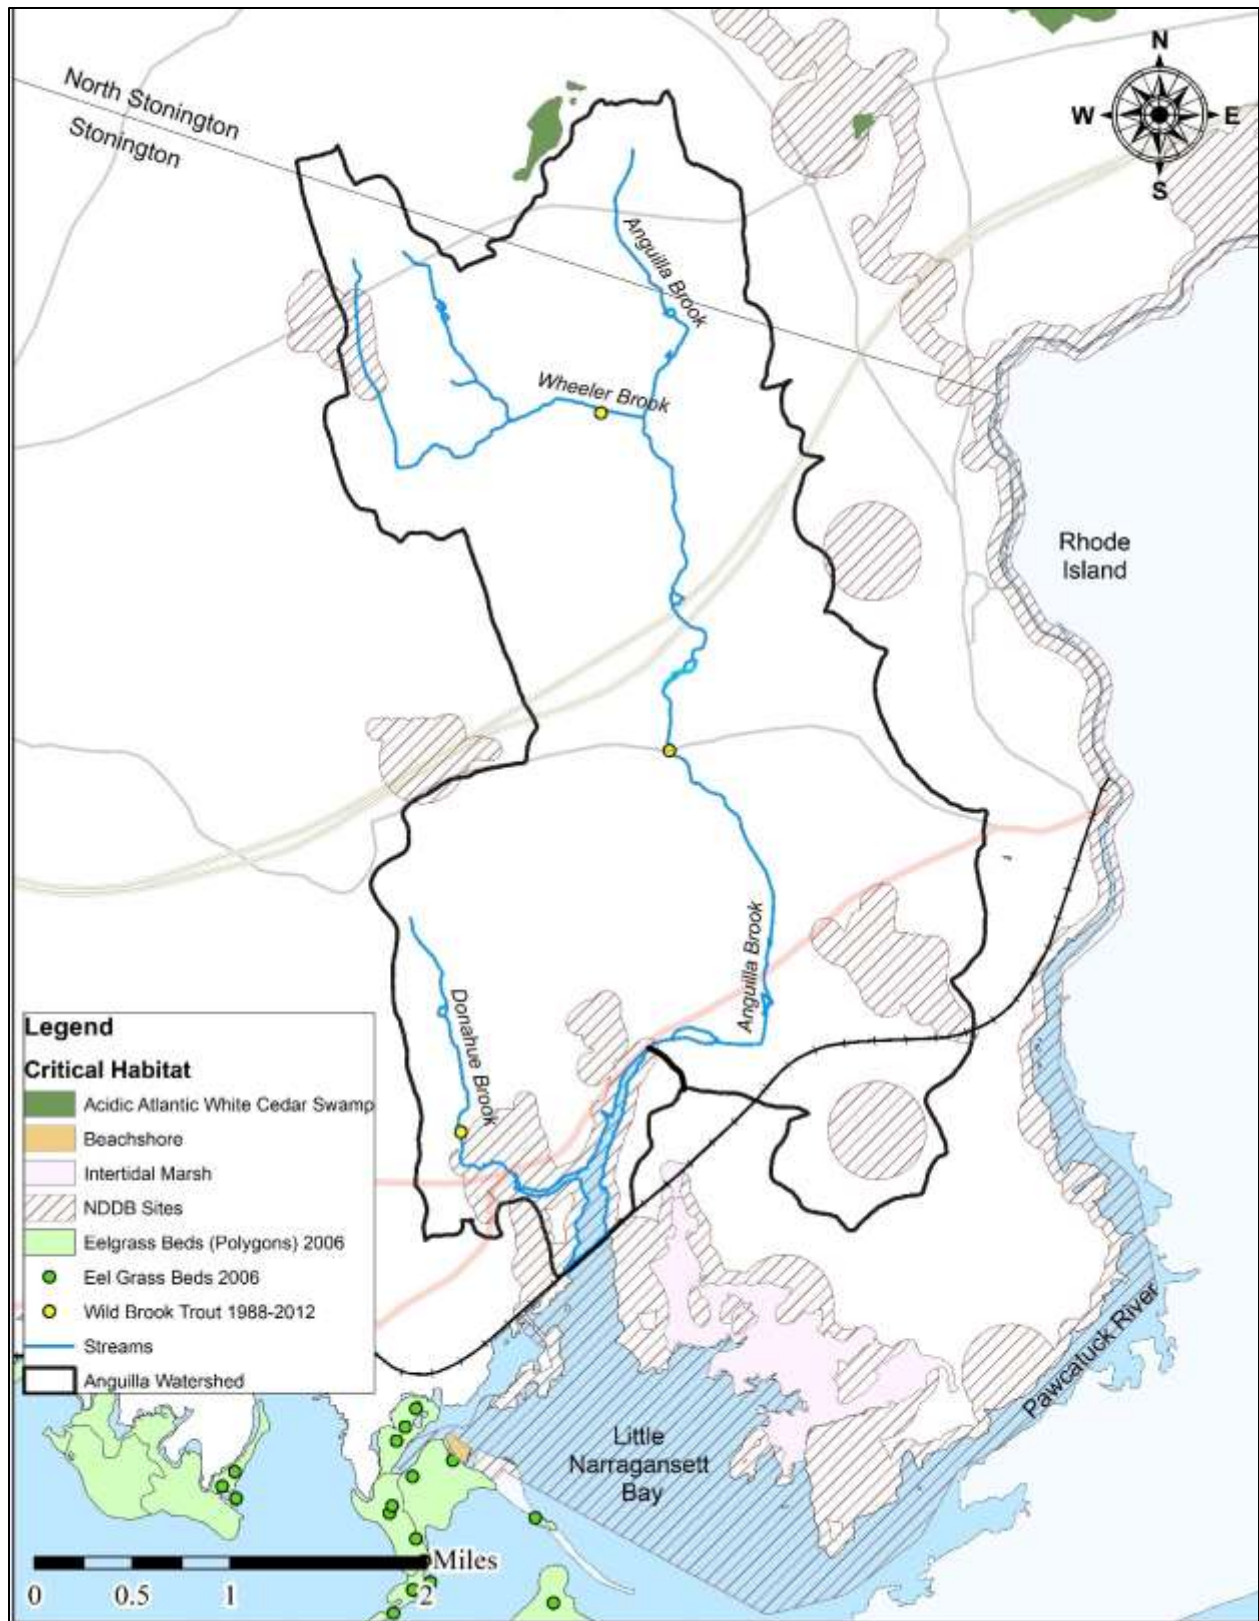 N
W
E
S
North Stonington
Stonington
Anguilla Brook
Wheeler Brook
Rhode
Island
Anguilla Brook
Donahue Brook
Legend
Critical Habitat
Acidic Atlantic White Cedar Swamp
Beachshore
Intertidal Marsh
NDDB Sites
Eelgrass Beds (Polygons) 2006
Eel Grass Beds 2006
Wild Brook Trout 1988-2012
Streams
Anguilla Watershed
Pawcatuck River
Little
Narragansett
Bay
Miles
0 0.5 1 2